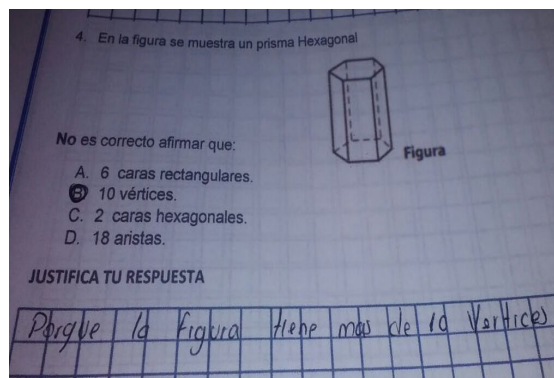 4. En la figura se muestra un prisma Hexagonal
No es correcto afirmar que:
Figura
A. 6 caras rectangulares.
B. 10 vértices.
C. 2 caras hexagonales.
D. 18 aristas.
JUSTIFICA TU RESPUESTA
Porque la figura tiene mas de 10 vertices